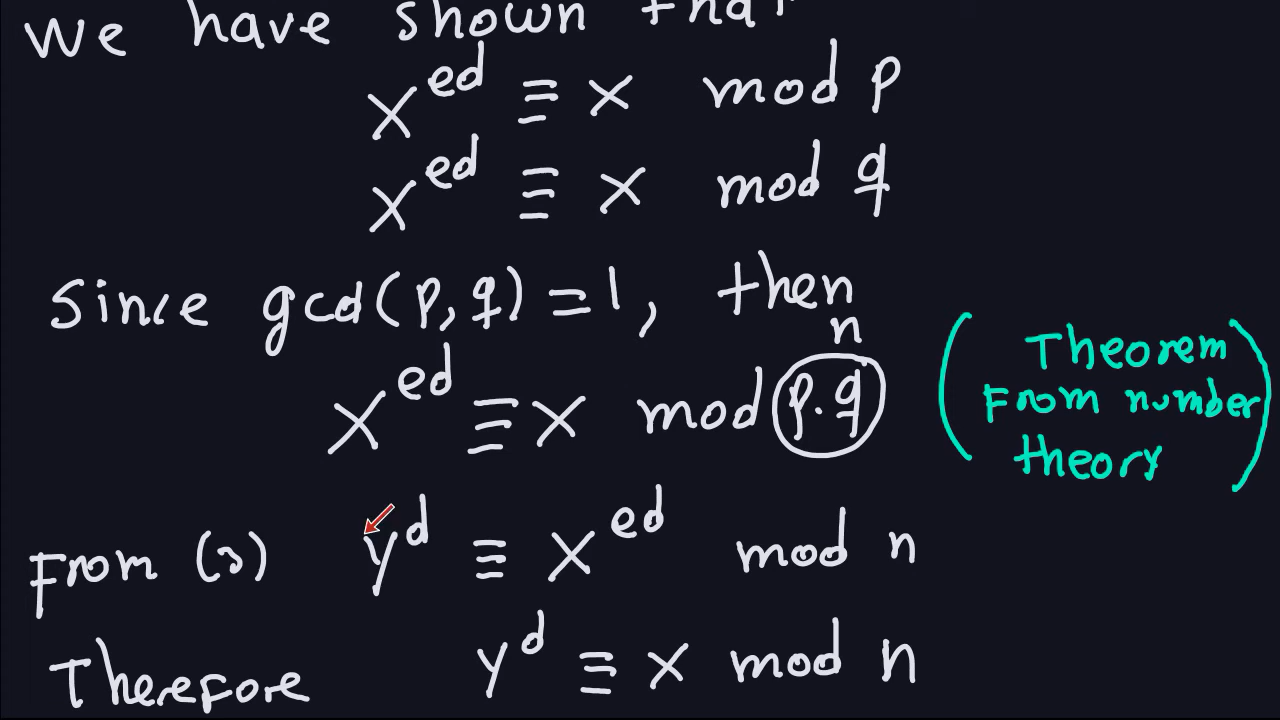 We have shown that
x^ed ≡ x mod p
x^ed ≡ x mod q
Since gcd(p,q)=1, then
n
x^ed ≡ x mod p.q
(Theorem
From number
theory)
From (3) y^d ≡ x^ed mod n
Therefore y^d ≡ x mod n